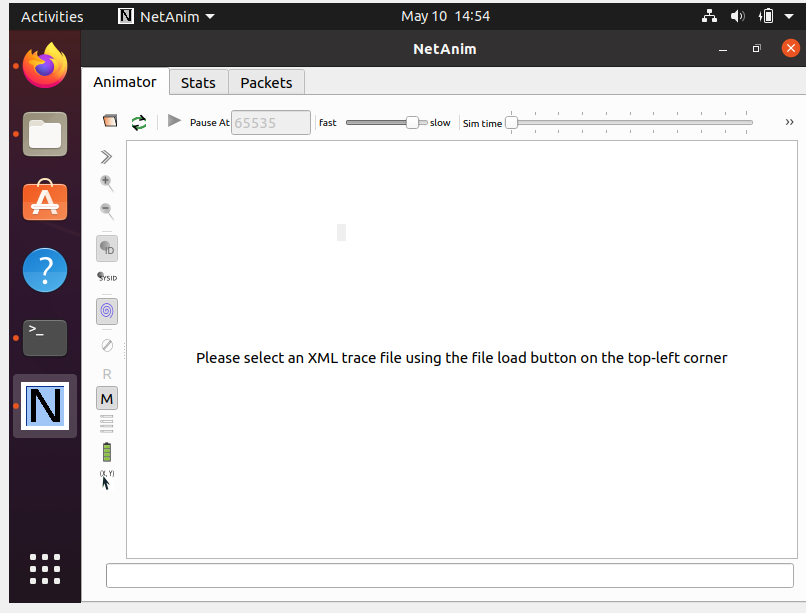 Activities NetAnim May 10 14:54
NetAnim
Animator Stats Packets
Pause At 65535 fast slow Sim time »
ID
SYSID
R
Please select an XML trace file using the file load button on the top-left corner
M
(X, Y)